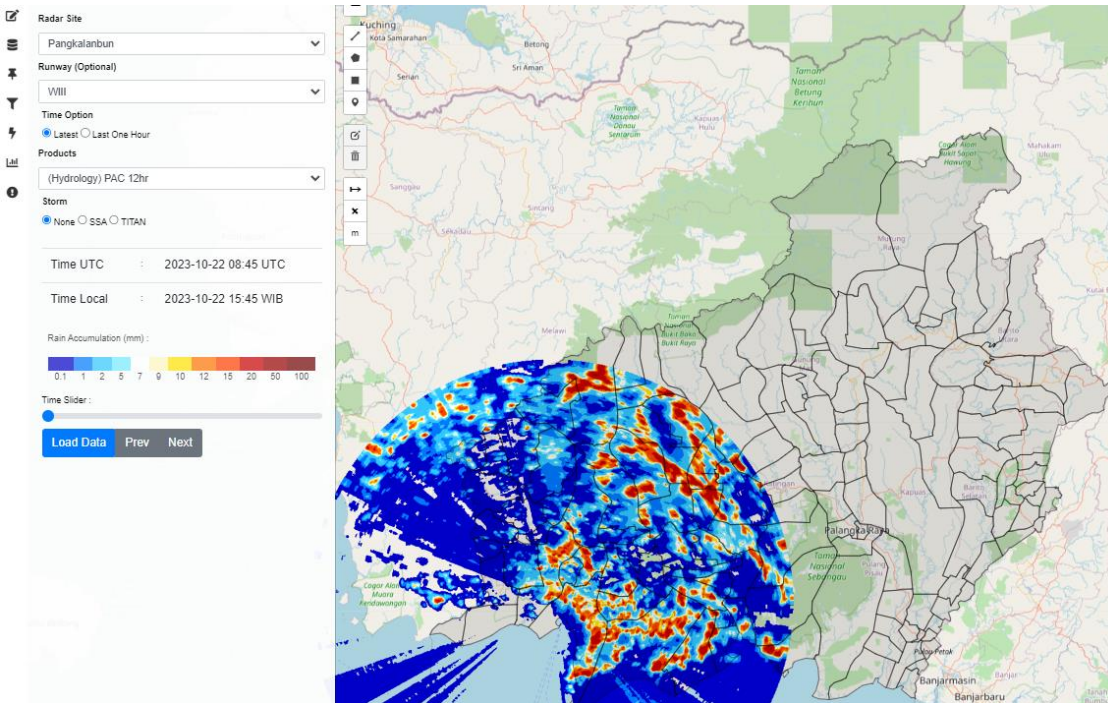 Radar Site
Pangkalanbun
Runway (Optional)
WIII
Time Option
Latest Last One Hour
Products
(Hydrology) PAC 12hr
Storm
None SSA TITAN
Time UTC : 2023-10-22 08:45 UTC
Time Local : 2023-10-22 15:45 WIB
Rain Accumulation (mm) :
0.1 1 2 5 7 9 10 12 15 20 50 100
Time Slider :
Load Data Prev Next
m
Kuching
Kota Samarahan
Serian
Betong
Sri Aman
Taman
Nasional
Betung
Kerihun
Taman
Nasional
Danau
Sentarum
Kapuas
Hulu
Cagar Alam
Bukit Sapat
Hawung
Mahakam
Ulu
Sanggau
Sintang
Sekadau
Murung
Raya
Melawi
Taman
Nasional
Bukit Baka
Bukit Raya
Barito
Utara
Kutai
Kapuas
Barito
Selatan
Palangka Raya
Taman
Nasional
Sebangau
Pulang
Pisau
Cagar Alam
Muara
Kendawangan
Pulau Petak
Banjar
Banjarmasin
Banjarbaru